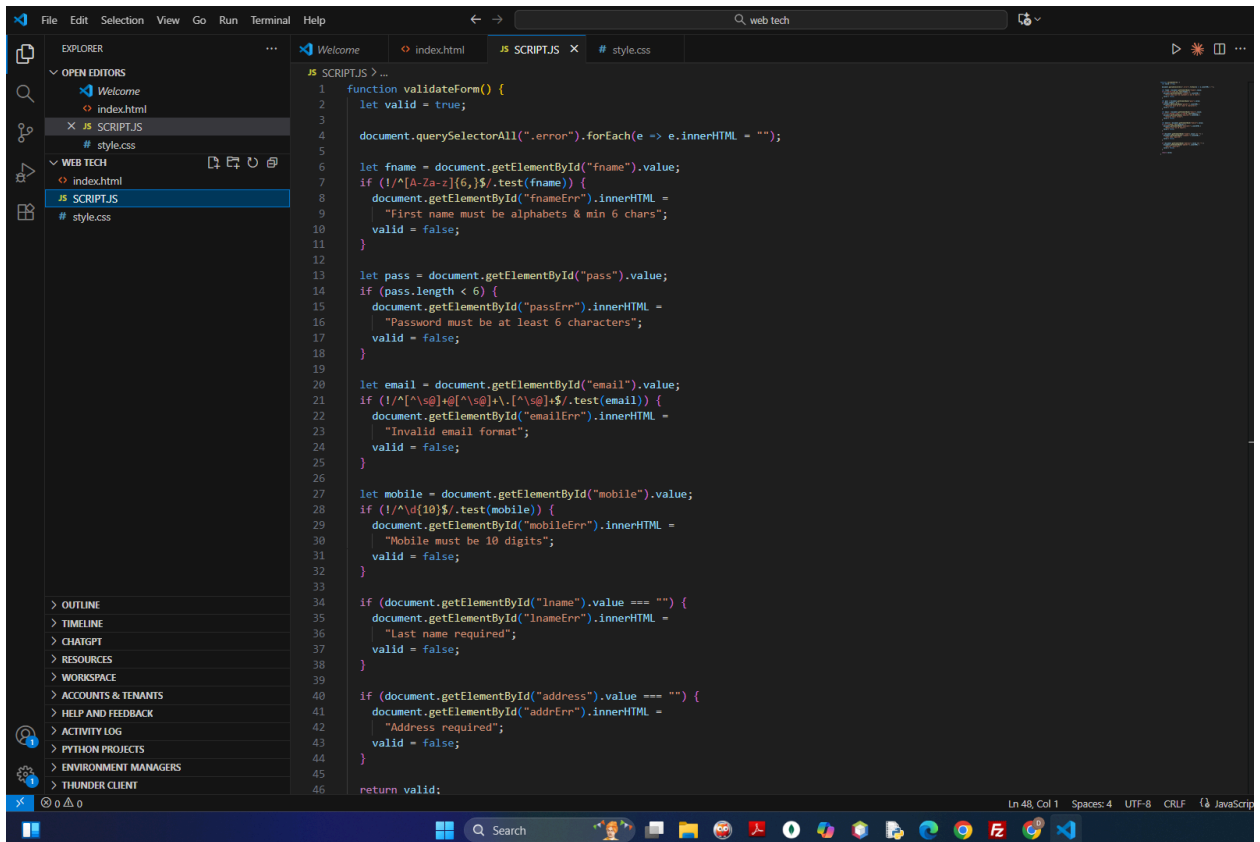 File Edit Selection View Go Run Terminal Help
web tech
EXPLORER
Welcome
index.html
JS SCRIPT.JS
# style.css
OPEN EDITORS
Welcome
index.html
JS SCRIPT.JS
# style.css
WEB TECH
index.html
JS SCRIPT.JS
# style.css
OUTLINE
TIMELINE
CHATGPT
RESOURCES
WORKSPACE
ACCOUNTS & TENANTS
HELP AND FEEDBACK
ACTIVITY LOG
PYTHON PROJECTS
ENVIRONMENT MANAGERS
THUNDER CLIENT
JS SCRIPT.JS > ...
1 function validateForm() {
2 let valid = true;
3
4 document.querySelectorAll(".error").forEach(e => e.innerHTML = "");
5
6 let fname = document.getElementById("fname").value;
7 if (!/^[A-Za-z]{6,}$/.test(fname)) {
8 document.getElementById("fnameErr").innerHTML =
9 "First name must be alphabets & min 6 chars";
10 valid = false;
11 }
12
13 let pass = document.getElementById("pass").value;
14 if (pass.length < 6) {
15 document.getElementById("passErr").innerHTML =
16 "Password must be at least 6 characters";
17 valid = false;
18 }
19
20 let email = document.getElementById("email").value;
21 if (!/^[^\s@]+@[^\s@]+\.[^\s@]+$/.test(email)) {
22 document.getElementById("emailErr").innerHTML =
23 "Invalid email format";
24 valid = false;
25 }
26
27 let mobile = document.getElementById("mobile").value;
28 if (!/^\d{10}$/.test(mobile)) {
29 document.getElementById("mobileErr").innerHTML =
30 "Mobile must be 10 digits";
31 valid = false;
32 }
33
34 if (document.getElementById("lname").value === "") {
35 document.getElementById("lnameErr").innerHTML =
36 "Last name required";
37 valid = false;
38 }
39
40 if (document.getElementById("address").value === "") {
41 document.getElementById("addrErr").innerHTML =
42 "Address required";
43 valid = false;
44 }
45
46 return valid;
1
1
0 0
Ln 48, Col 1 Spaces: 4 UTF-8 CRLF JavaScrip
Search